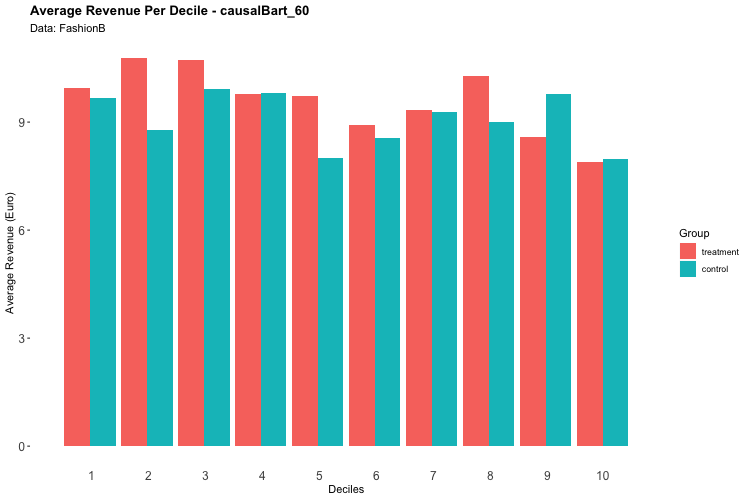 Average Revenue Per Decile - causalBart_60
Data: FashionB
Average Revenue (Euro)
9
6
3
0
1 2 3 4 5 6 7 8 9 10
Deciles
Group
treatment
control